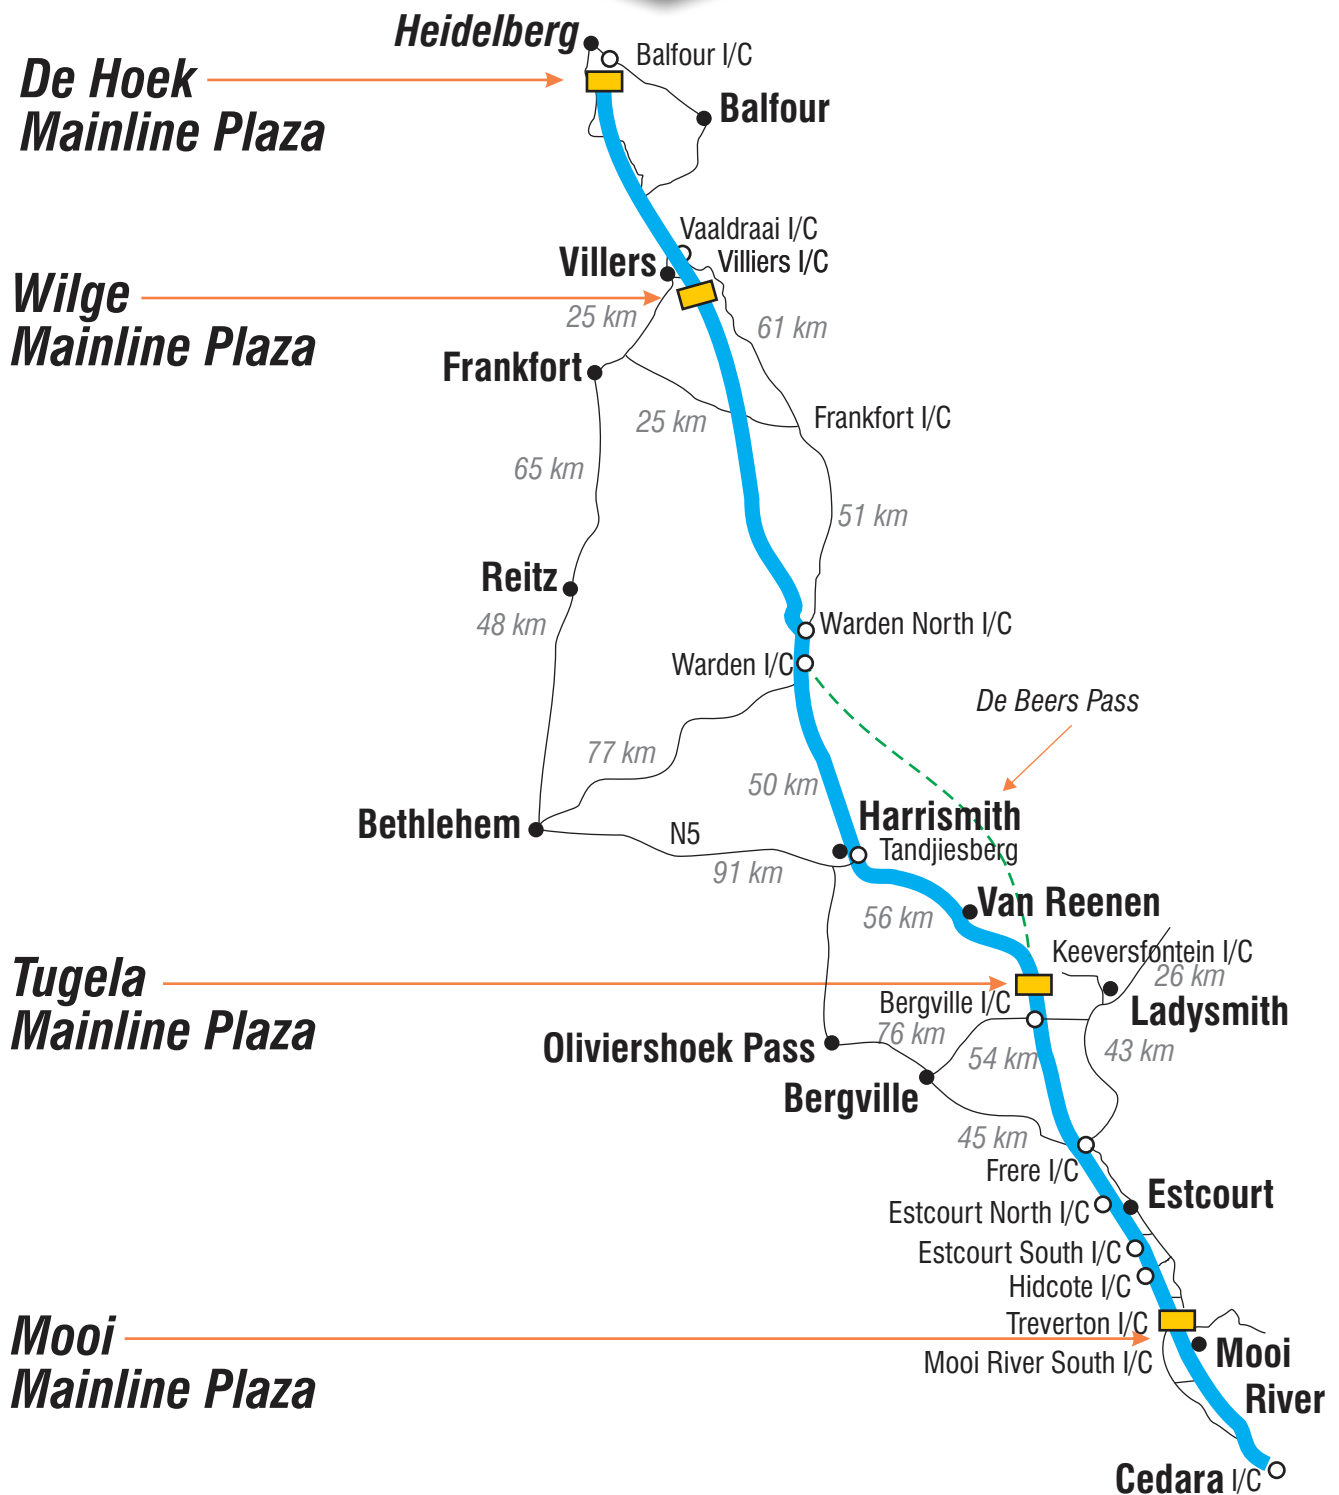 Heidelberg
Balfour I/C
De Hoek
Mainline Plaza
Balfour
Vaaldraai I/C
Villers
Villiers I/C
Wilge
Mainline Plaza
25 km
61 km
Frankfort
25 km
Frankfort I/C
65 km
51 km
Reitz
48 km
Warden North I/C
Warden I/C
De Beers Pass
77 km
50 km
Harrismith
Bethlehem
N5
Tandjiesberg
91 km
56 km
Van Reenen
Keeversfontein I/C
26 km
Tugela
Mainline Plaza
Bergville I/C
Ladysmith
76 km
Oliviershoek Pass
54 km
43 km
Bergville
45 km
Frere I/C
Estcourt
Estcourt North I/C
Estcourt South I/C
Hidcote I/C
Treverton I/C
Mooi
Mainline Plaza
Mooi River South I/C
Mooi
River
Cedara I/C